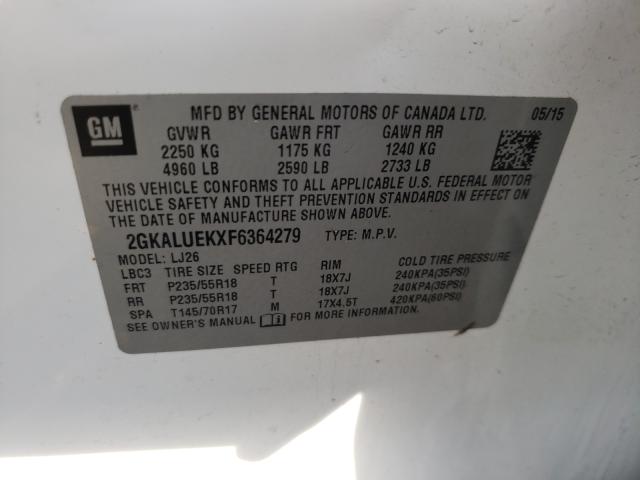 GM
MFD BY GENERAL MOTORS OF CANADA LTD. 05/15
GVWR GAWR FRT GAWR RR
2250 KG 1175 KG 1240 KG
4960 LB 2590 LB 2733 LB
THIS VEHICLE CONFORMS TO ALL APPLICABLE U.S. FEDERAL MOTOR
VEHICLE SAFETY AND THEFT PREVENTION STANDARDS IN EFFECT ON
THE DATE OF MANUFACTURE SHOWN ABOVE.
2GKALUEKXF6364279 TYPE: M.P.V.
MODEL: LJ26
LBC3 TIRE SIZE SPEED RTG RIM COLD TIRE PRESSURE
FRT P235/55R18 T 18X7J 240KPA(35PSI)
RR P235/55R18 T 18X7J 240KPA(35PSI)
SPA T145/70R17 M 17X4.5T 420KPA(60PSI)
SEE OWNER'S MANUAL FOR MORE INFORMATION.